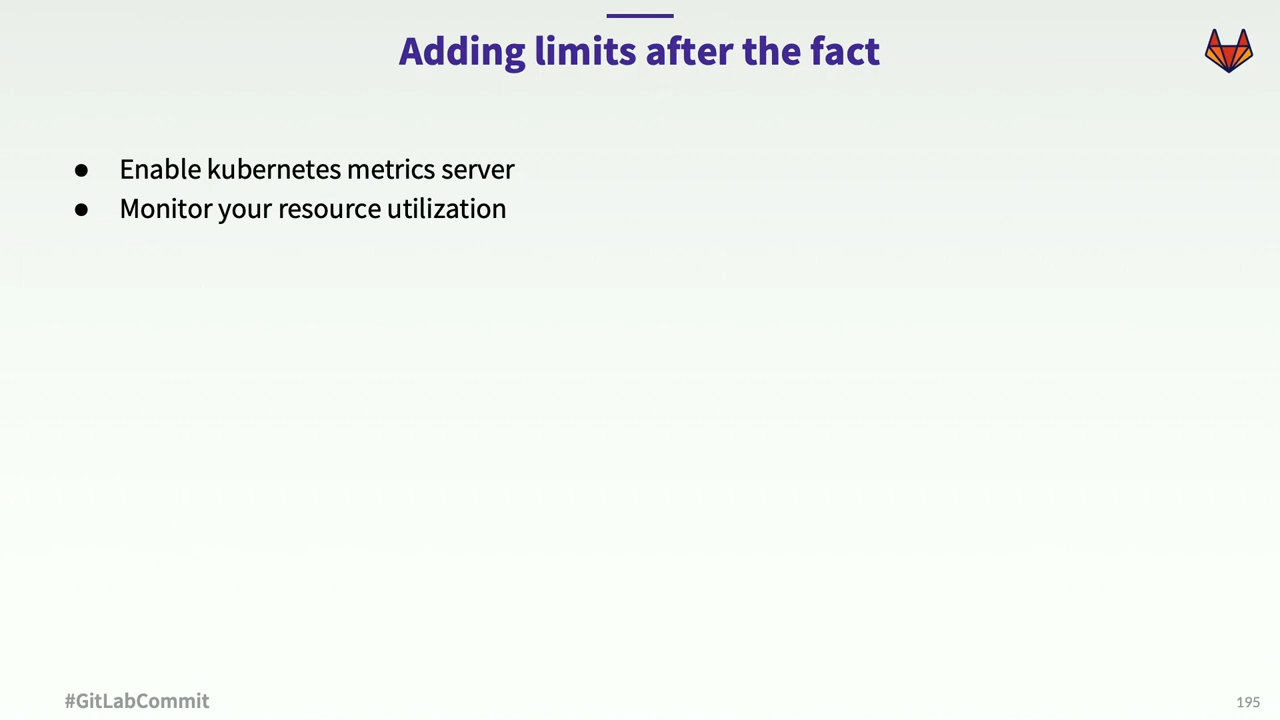 Adding limits after the fact
● Enable kubernetes metrics server
● Monitor your resource utilization
#GitLabCommit
195